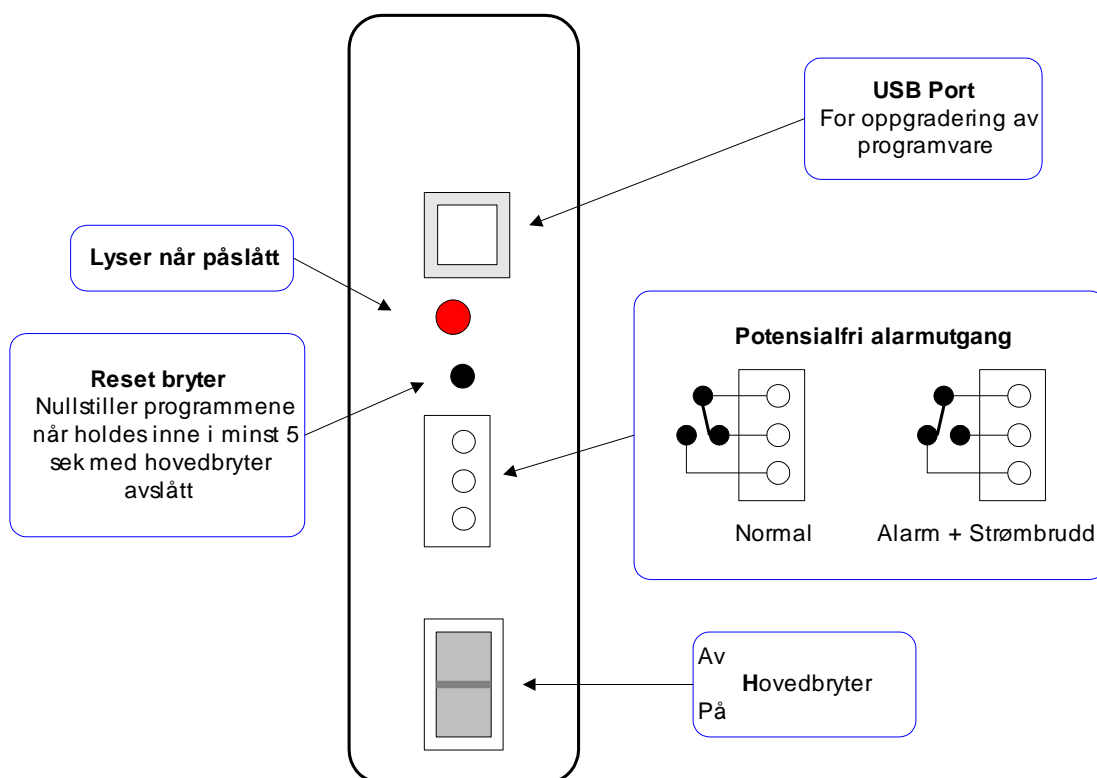 USB Port
For oppgradering av
programvare
Lyser når påslått
Reset bryter
Nullstiller programmene
når holdes inne i minst 5
sek med hovedbryter
avslått
Potensialfri alarmutgang
Normal
Alarm + Strømbrudd
Av
Hovedbryter
På